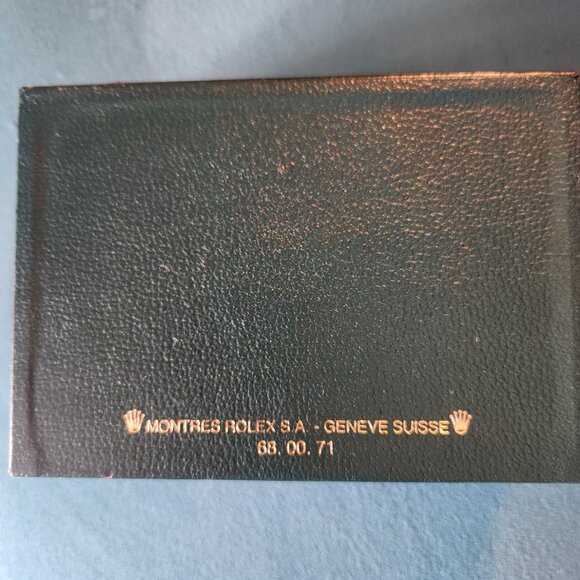 MONTRES ROLEX S.A. - GENEVE SUISSE
68. 00. 71